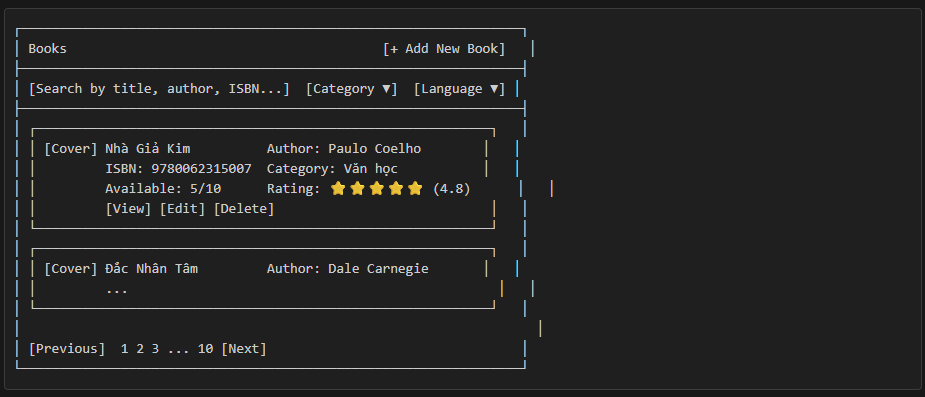 Books [+ Add New Book]
[Search by title, author, ISBN...] [Category ▼] [Language ▼]
[Cover] Nhà Giả Kim Author: Paulo Coelho
ISBN: 9780062315007 Category: Văn học
Available: 5/10 Rating: ⭐⭐⭐⭐⭐ (4.8)
[View] [Edit] [Delete]
[Cover] Đắc Nhân Tâm Author: Dale Carnegie
...
[Previous] 1 2 3 ... 10 [Next]